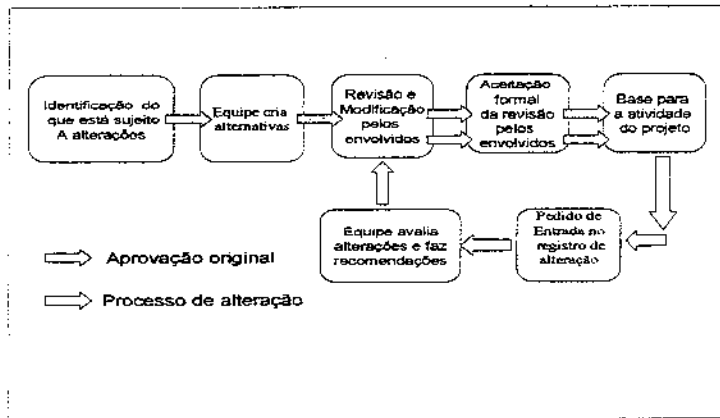 Identificação do
que está sujeito
A alterações
Equipe cria
alternativas
Revisão e
Modificação
pelos
envolvidos
Aceitação
formal
da revisão
pelos
envolvidos
Base para
a atividade
do projeto
Equipe avalia
alterações e faz
recomendações
Pedido de
Entrada no
registro de
alteração
Aprovação original
Processo de alteração